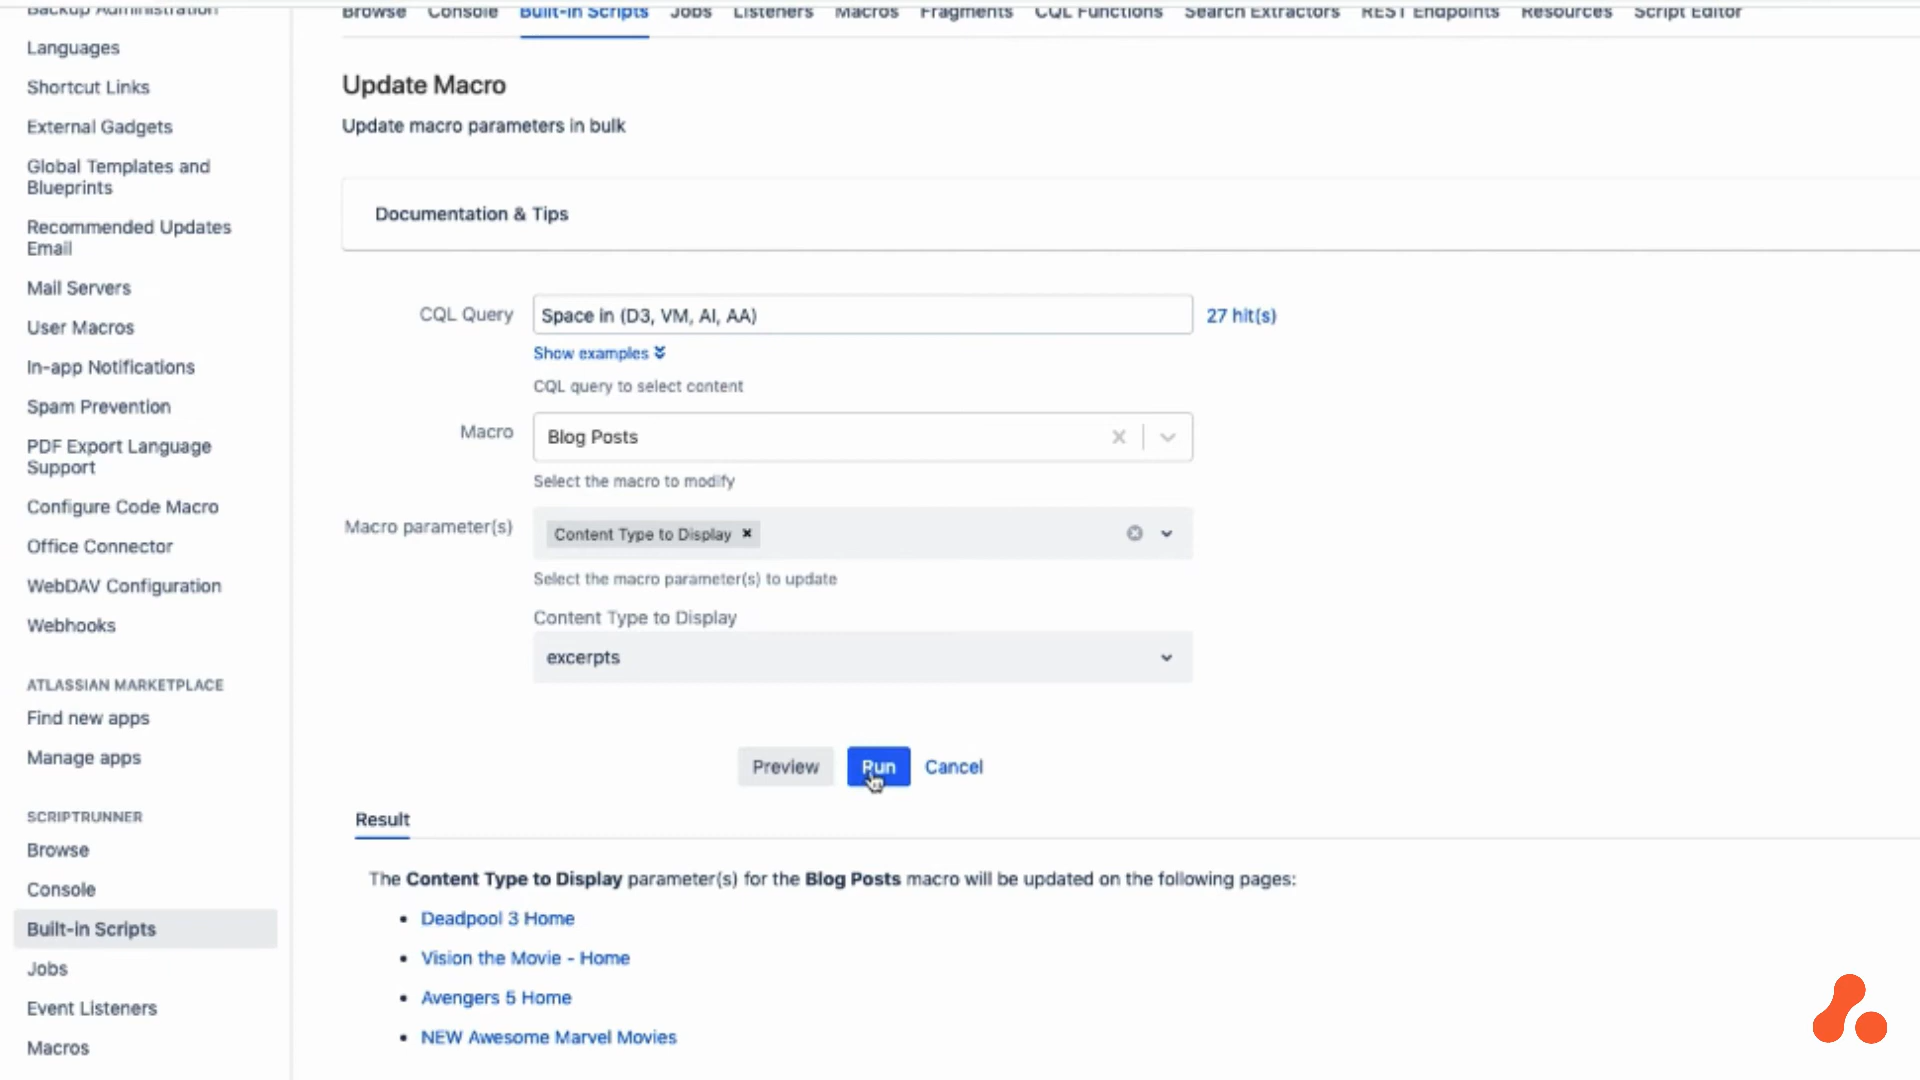 Backup Administration
Languages
Shortcut Links
External Gadgets
Global Templates and
Blueprints
Recommended Updates
Email
Mail Servers
User Macros
In-app Notifications
Spam Prevention
PDF Export Language
Support
Configure Code Macro
Office Connector
WebDAV Configuration
Webhooks
ATLASSIAN MARKETPLACE
Find new apps
Manage apps
SCRIPTRUNNER
Browse
Console
Built-in Scripts
Jobs
Event Listeners
Macros
Browse Console Built-in Scripts Jobs Listeners Macros Fragments CQL Functions Search Extractors REST Endpoints Resources Script Editor
Update Macro
Update macro parameters in bulk
Documentation & Tips
CQL Query Space in (D3, VM, AI, AA) 27 hit(s)
Show examples
CQL query to select content
Macro Blog Posts
Select the macro to modify
Macro parameter(s) Content Type to Display
Select the macro parameter(s) to update
Content Type to Display
excerpts
Preview Run Cancel
Result
The Content Type to Display parameter(s) for the Blog Posts macro will be updated on the following pages:
• Deadpool 3 Home
• Vision the Movie - Home
• Avengers 5 Home
• NEW Awesome Marvel Movies